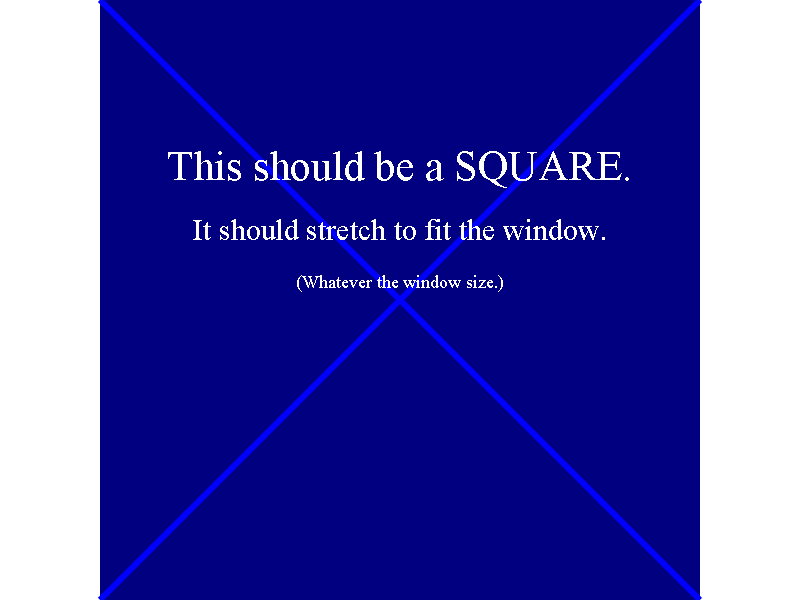 This should be a SQUARE.
It should stretch to fit the window.
(Whatever the window size.)